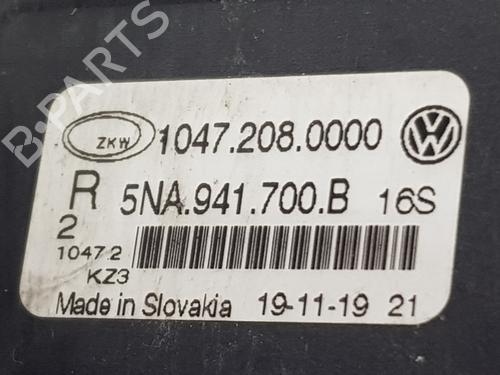 B-PARTS
ZKW 1047.208.0000
R 5NA.941.700.B 16S
2
1047 2
KZ3
Made in Slovakia 19-11-19 21